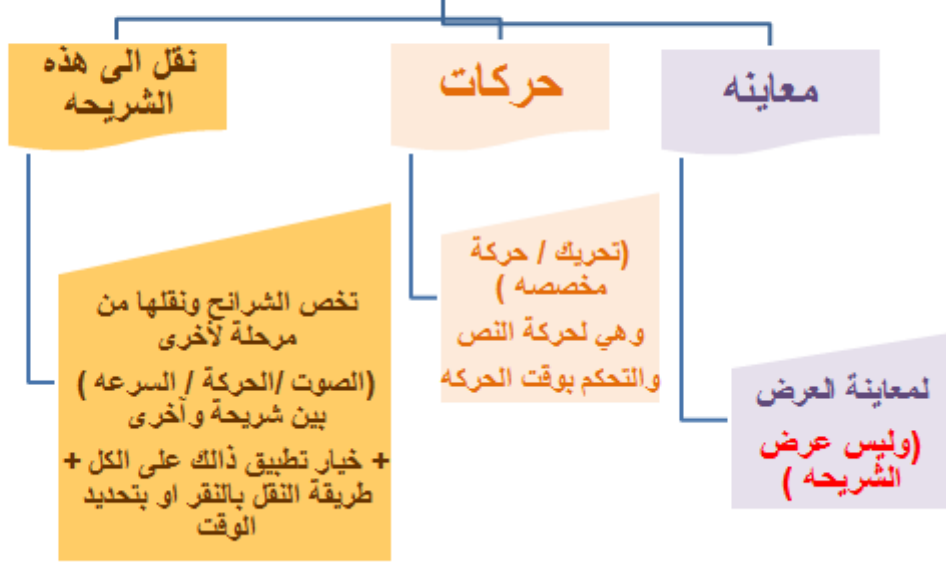 معاينه
حركات
نقل الى هذه
الشريحه
لمعاينة العرض
(وليس عرض
الشريحه )
(تحريك / حركة
مخصصه )
وهي لحركة النص
والتحكم بوقت الحركه
تخص الشرائح ونقلها من
مرحلة لآخرى
(الصوت /الحركة / السرعه )
بين شريحة وآخرى
+ خيار تطبيق ذالك على الكل +
طريقة النقل بالنقر او بتحديد
الوقت